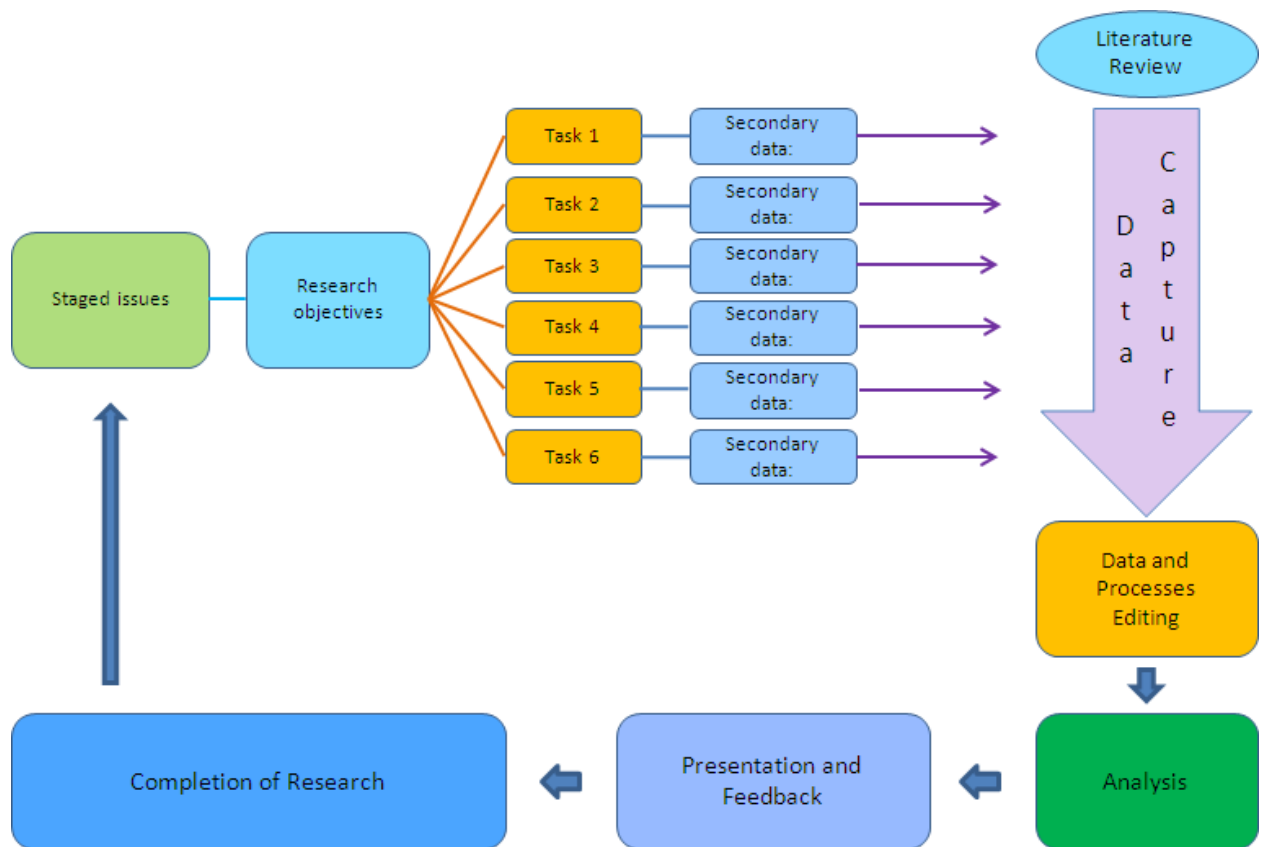 Literature
Review
Task 1
Secondary
data:
Task 2
Secondary
data:
Task 3
Secondary
data:
Task 4
Secondary
data:
Task 5
Secondary
data:
Task 6
Secondary
data:
Staged issues
Research
objectives
Data
Capture
Data and
Processes
Editing
Completion of Research
Presentation and
Feedback
Analysis